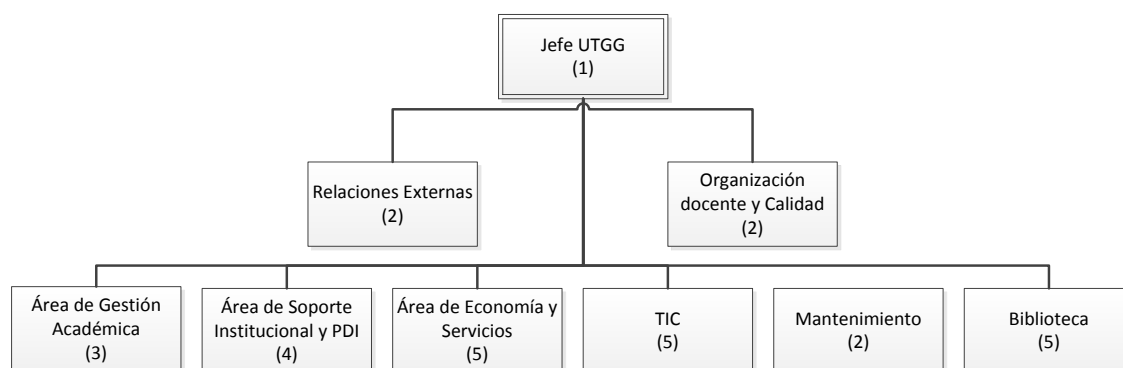 Jefe UTGG
(1)
Relaciones Externas
(2)
Organización
docente y Calidad
(2)
Área de Gestión
Académica
(3)
Área de Soporte
Institucional y PDI
(4)
Área de Economía y
Servicios
(5)
TIC
(5)
Mantenimiento
(2)
Biblioteca
(5)